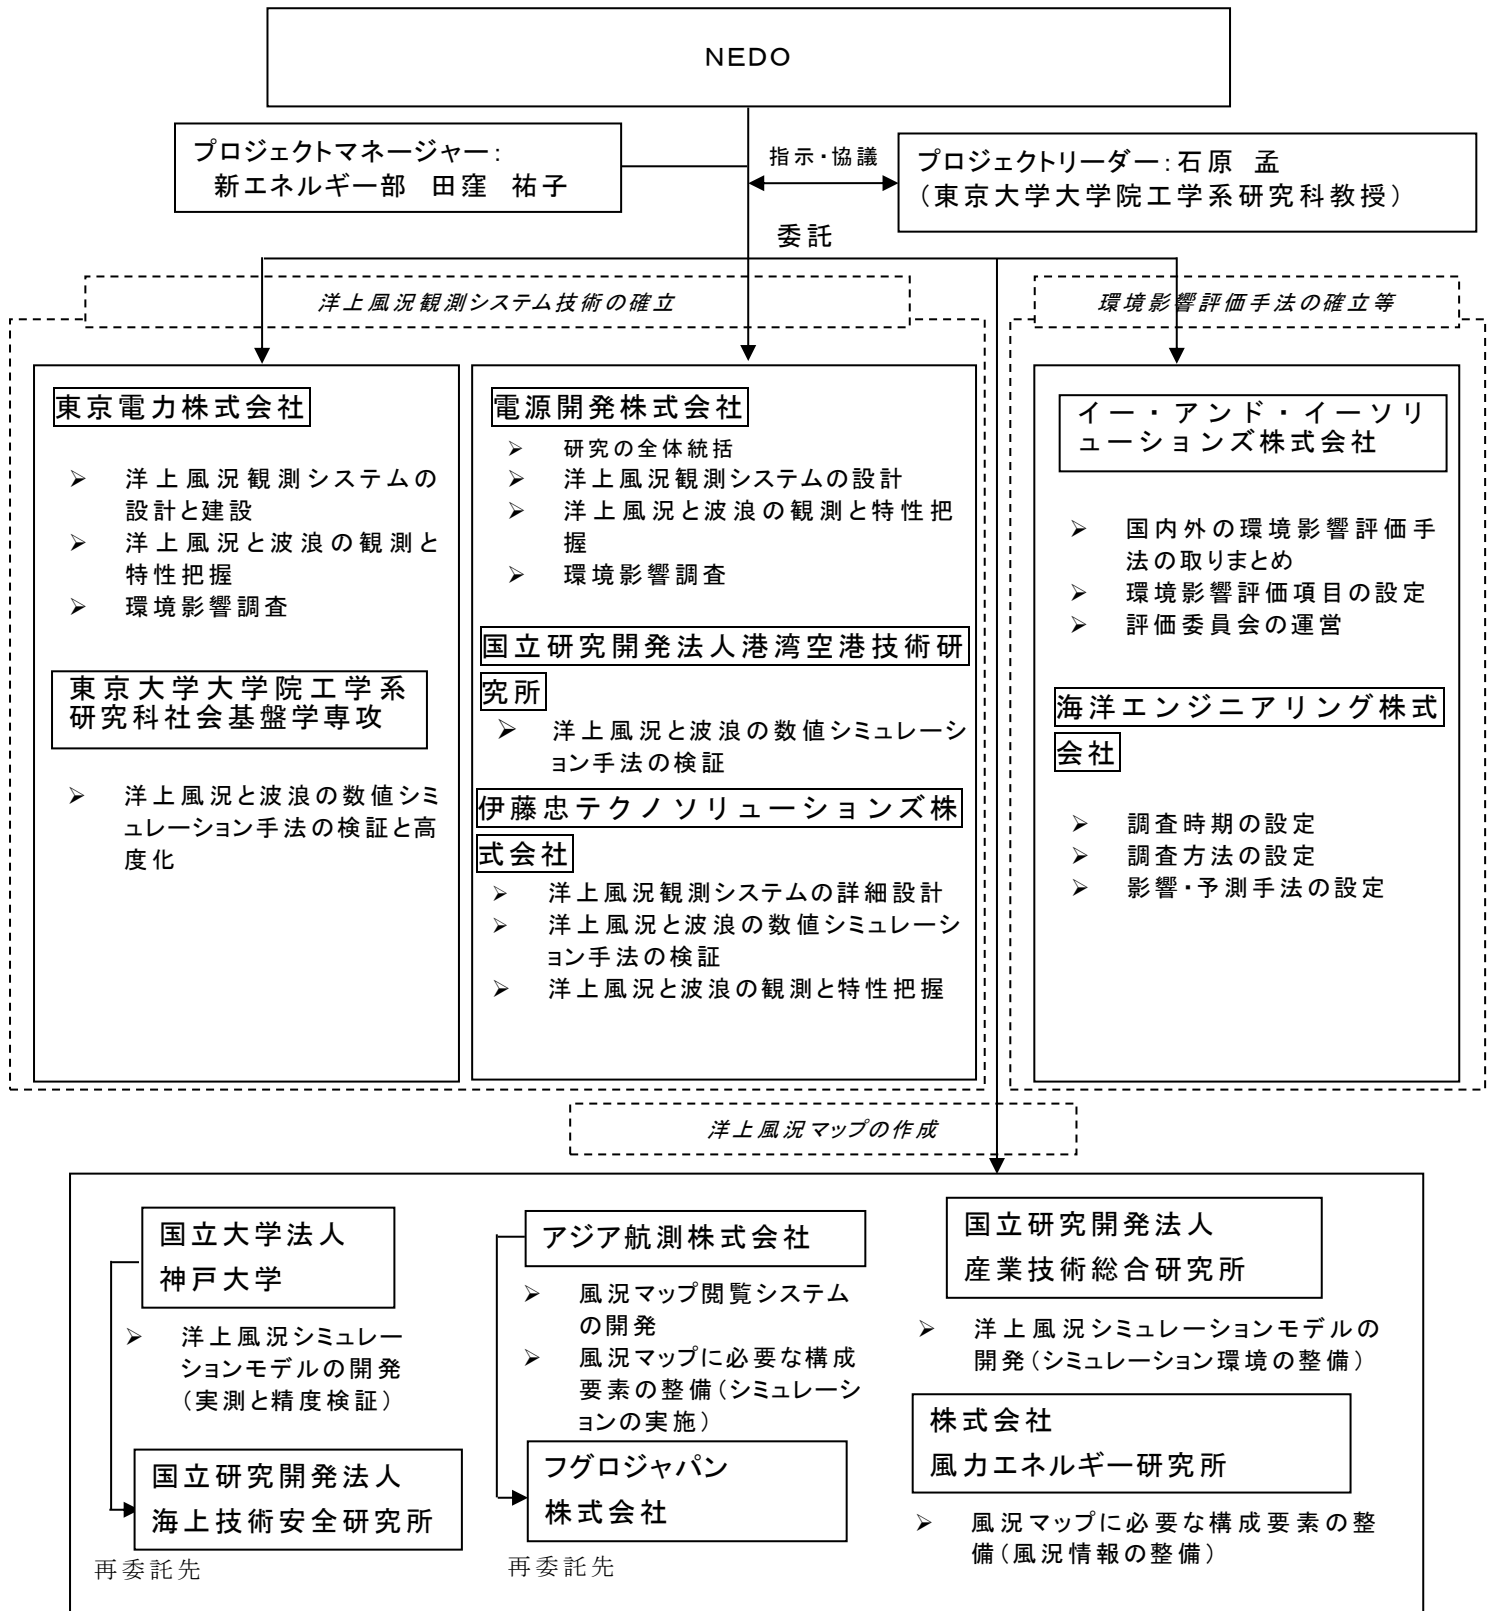 NEDO
プロジェクトマネージャー:
新エネルギー部　田窪　祐子
指示・協議
プロジェクトリーダー:石原　孟
(東京大学大学院工学系研究科教授)
委託
洋上風況観測システム技術の確立
環境影響評価手法の確立等
東京電力株式会社
➢ 洋上風況観測システムの
設計と建設
➢ 洋上風況と波浪の観測と
特性把握
➢ 環境影響調査
東京大学大学院工学系
研究科社会基盤学専攻
➢ 洋上風況と波浪の数値シミ
ュレーション手法の検証と高
度化
電源開発株式会社
➢ 研究の全体統括
➢ 洋上風況観測システムの設計
➢ 洋上風況と波浪の観測と特性把
握
➢ 環境影響調査
国立研究開発法人港湾空港技術研
究所
➢ 洋上風況と波浪の数値シミュレーシ
ョン手法の検証
伊藤忠テクノソリューションズ株
式会社
➢ 洋上風況観測システムの詳細設計
➢ 洋上風況と波浪の数値シミュレーシ
ョン手法の検証
➢ 洋上風況と波浪の観測と特性把握
イー・アンド・イーソリ
ューションズ株式会社
➢ 国内外の環境影響評価手
法の取りまとめ
➢ 環境影響評価項目の設定
➢ 評価委員会の運営
海洋エンジニアリング株式
会社
➢ 調査時期の設定
➢ 調査方法の設定
➢ 影響・予測手法の設定
洋上風況マップの作成
国立大学法人
神戸大学
➢ 洋上風況シミュレー
ションモデルの開発
(実測と精度検証)
国立研究開発法人
海上技術安全研究所
再委託先
アジア航測株式会社
➢ 風況マップ閲覧システム
の開発
➢ 風況マップに必要な構成
要素の整備(シミュレーシ
ョンの実施)
フグロジャパン
株式会社
再委託先
国立研究開発法人
産業技術総合研究所
➢ 洋上風況シミュレーションモデルの
開発(シミュレーション環境の整備)
株式会社
風力エネルギー研究所
➢ 風況マップに必要な構成要素の整
備(風況情報の整備)